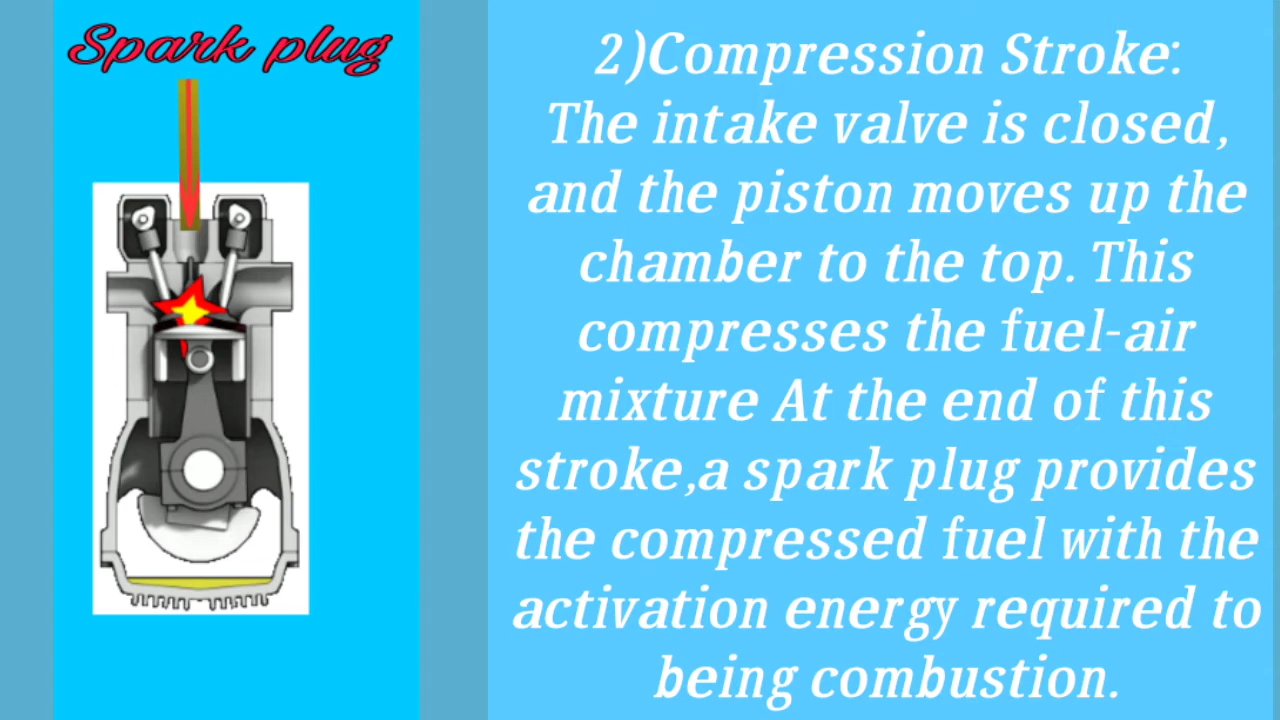 Spark plug
2)Compression Stroke:
The intake valve is closed,
and the piston moves up the
chamber to the top. This
compresses the fuel-air
mixture At the end of this
stroke,a spark plug provides
the compressed fuel with the
activation energy required to
being combustion.